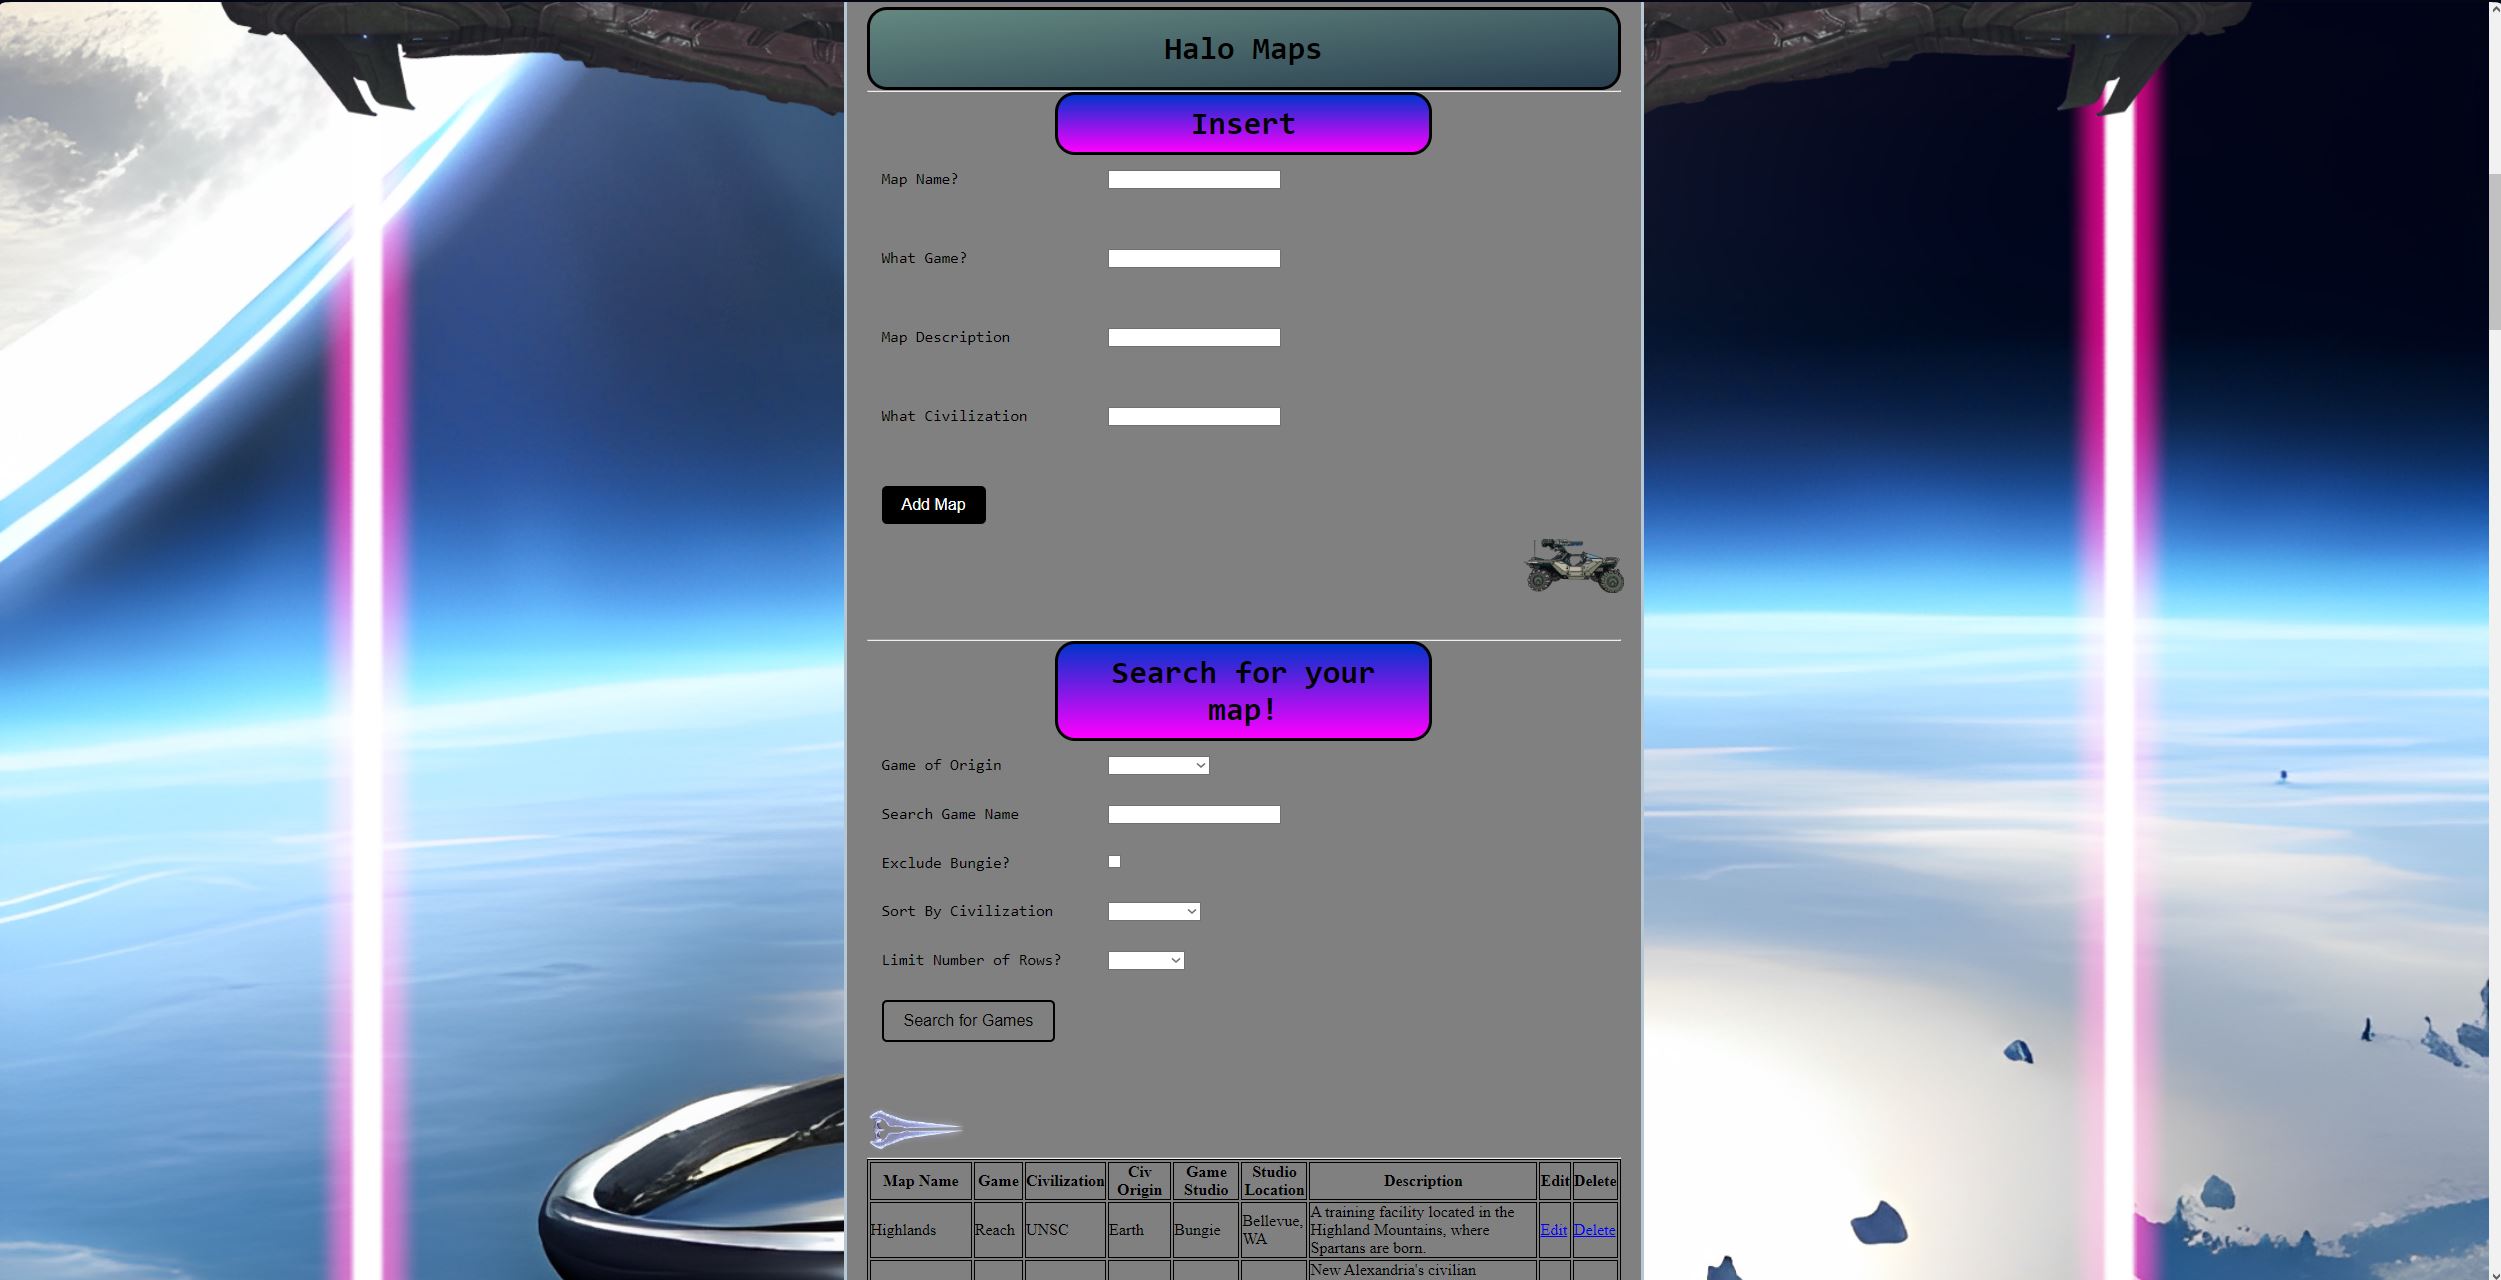 Halo Maps
Insert
Map Name?
What Game?
Map Description
What Civilization
Add Map
Search for your
map!
Game of Origin
Search Game Name
Exclude Bungie?
Sort By Civilization
Limit Number of Rows?
Search for Games
Map Name Game Civilization Civ Origin Game Studio Studio Location Description Edit Delete
Highlands Reach UNSC Earth Bungie Bellevue, WA A training facility located in the Highland Mountains, where Spartans are born. Edit Delete
New Alexandria's civilian